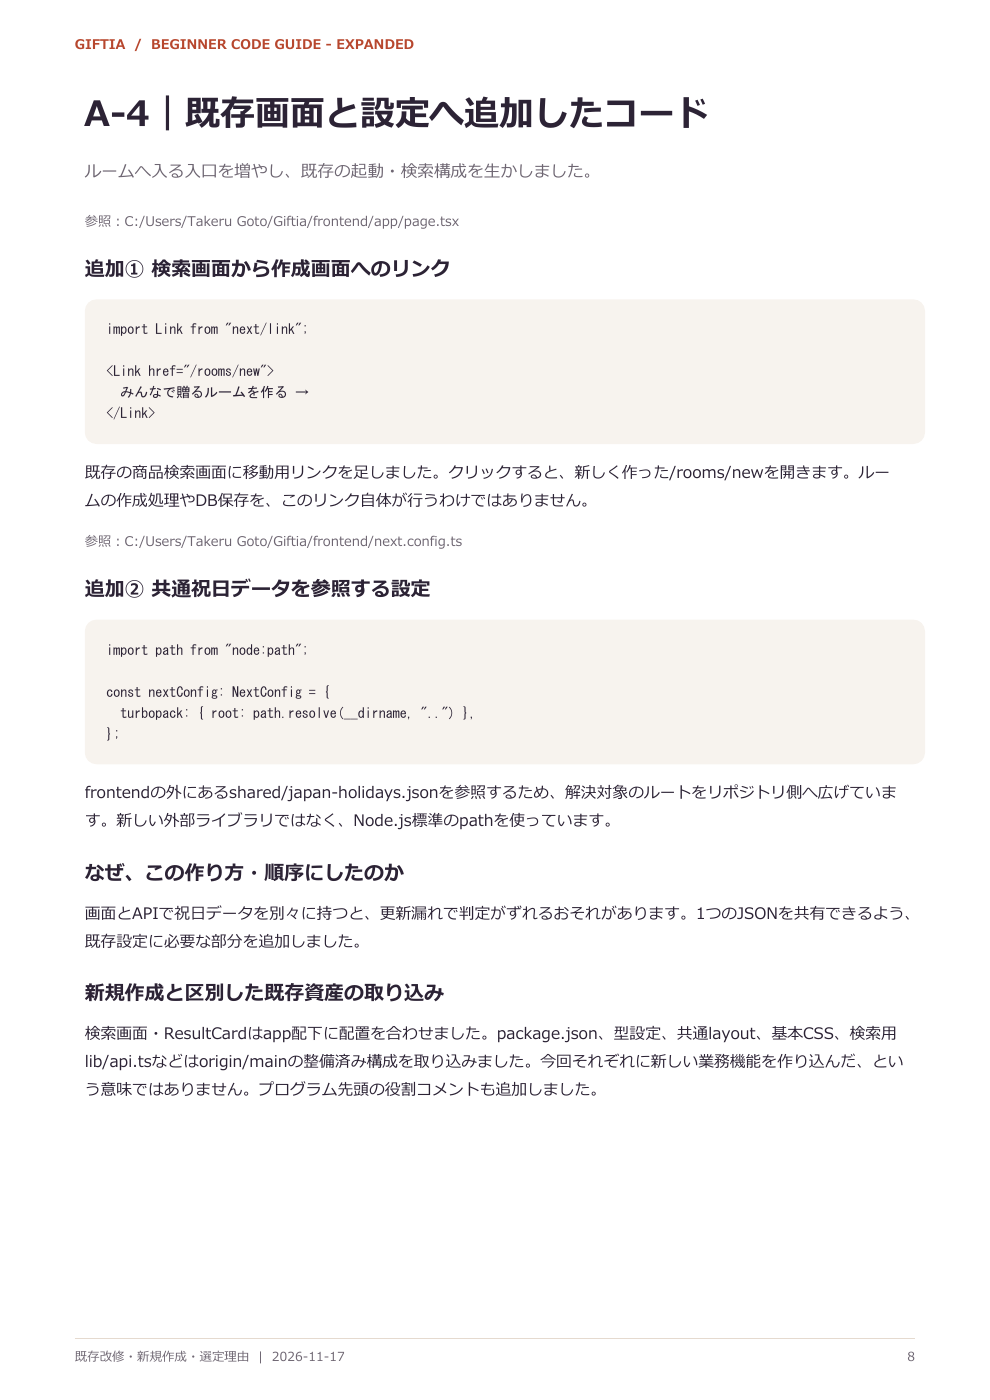 GIFTIA / BEGINNER CODE GUIDE - EXPANDED
A-4｜既存画面と設定へ追加したコード
ルームへ入る入口を増やし、既存の起動・検索構成を生かしました。
参照：C:/Users/Takeru Goto/Giftia/frontend/app/page.tsx
追加① 検索画面から作成画面へのリンク
import Link from "next/link";
<Link href="/rooms/new">
  みんなで贈るルームを作る →
</Link>
既存の商品検索画面に移動用リンクを足しました。クリックすると、新しく作った/rooms/newを開きます。ルー
ムの作成処理やDB保存を、このリンク自体が行うわけではありません。
参照：C:/Users/Takeru Goto/Giftia/frontend/next.config.ts
追加② 共通祝日データを参照する設定
import path from "node:path";
const nextConfig: NextConfig = {
  turbopack: { root: path.resolve(__dirname, "..") },
};
frontendの外にあるshared/japan-holidays.jsonを参照するため、解決対象のルートをリポジトリ側へ広げていま
す。新しい外部ライブラリではなく、Node.js標準のpathを使っています。
なぜ、この作り方・順序にしたのか
画面とAPIで祝日データを別々に持つと、更新漏れで判定がずれるおそれがあります。1つのJSONを共有できるよう、
既存設定に必要な部分を追加しました。
新規作成と区別した既存資産の取り込み
検索画面・ResultCardはapp配下に配置を合わせました。package.json、型設定、共通layout、基本CSS、検索用
lib/api.tsなどはorigin/mainの整備済み構成を取り込みました。今回それぞれに新しい業務機能を作り込んだ、とい
う意味ではありません。プログラム先頭の役割コメントも追加しました。
既存改修・新規作成・選定理由 | 2026-11-17
8